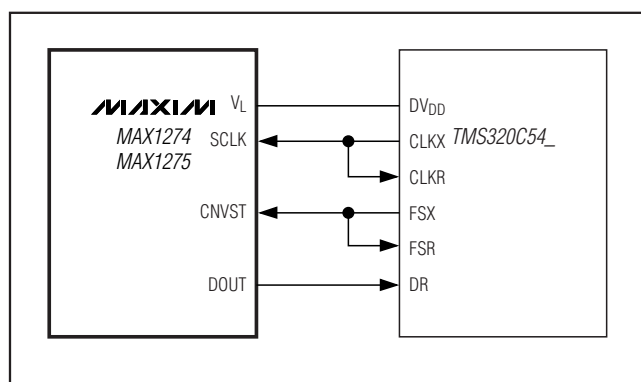 MAXIM
MAX1274
MAX1275
VL
SCLK
CNVST
DOUT
DVDD
CLKX
CLKR
FSX
FSR
DR
TMS320C54_